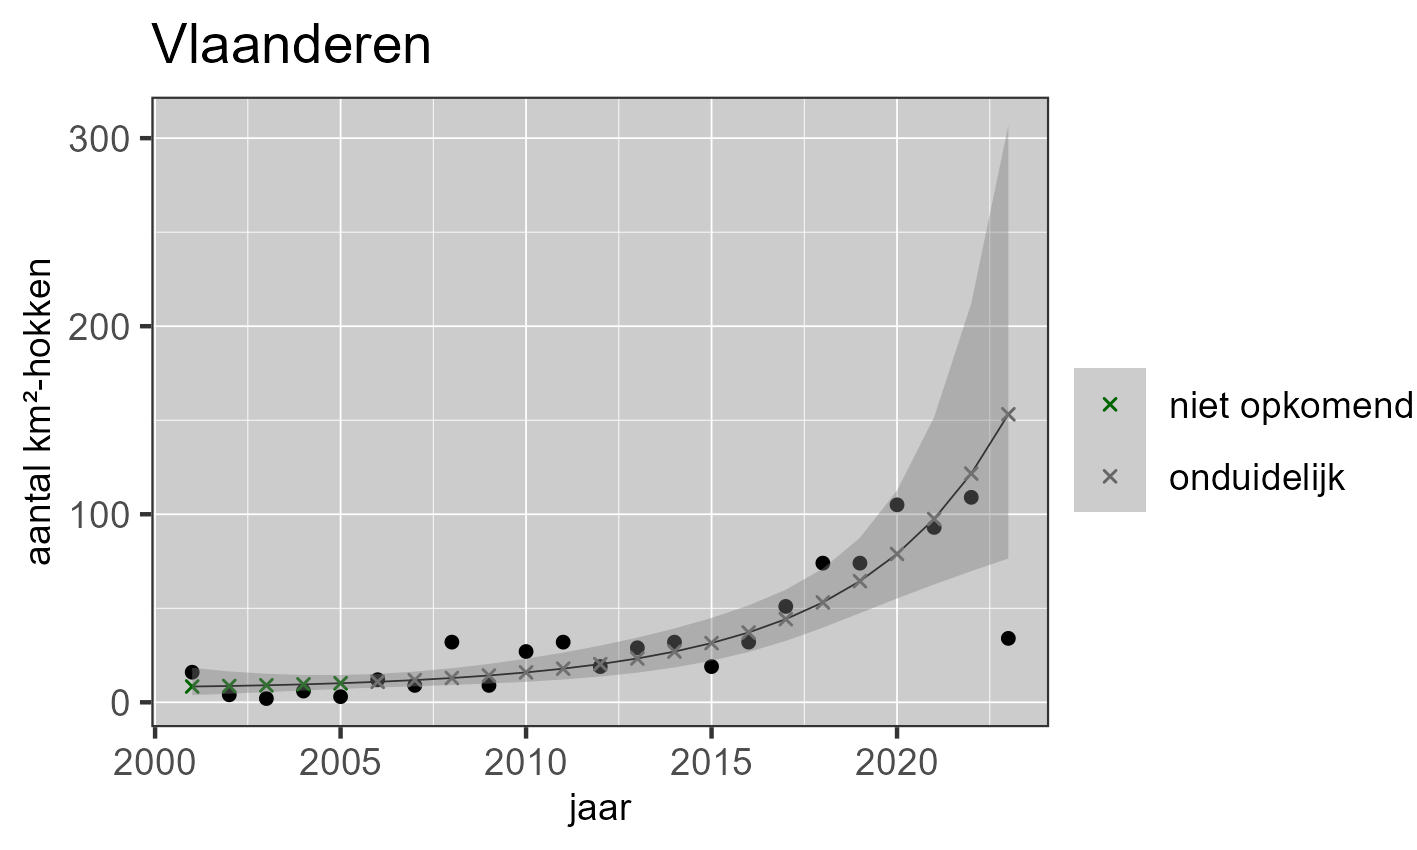 Vlaanderen
300
200
100
0
aantal km²-hokken
2000 2005 2010 2015 2020
jaar
niet opkomend
onduidelijk